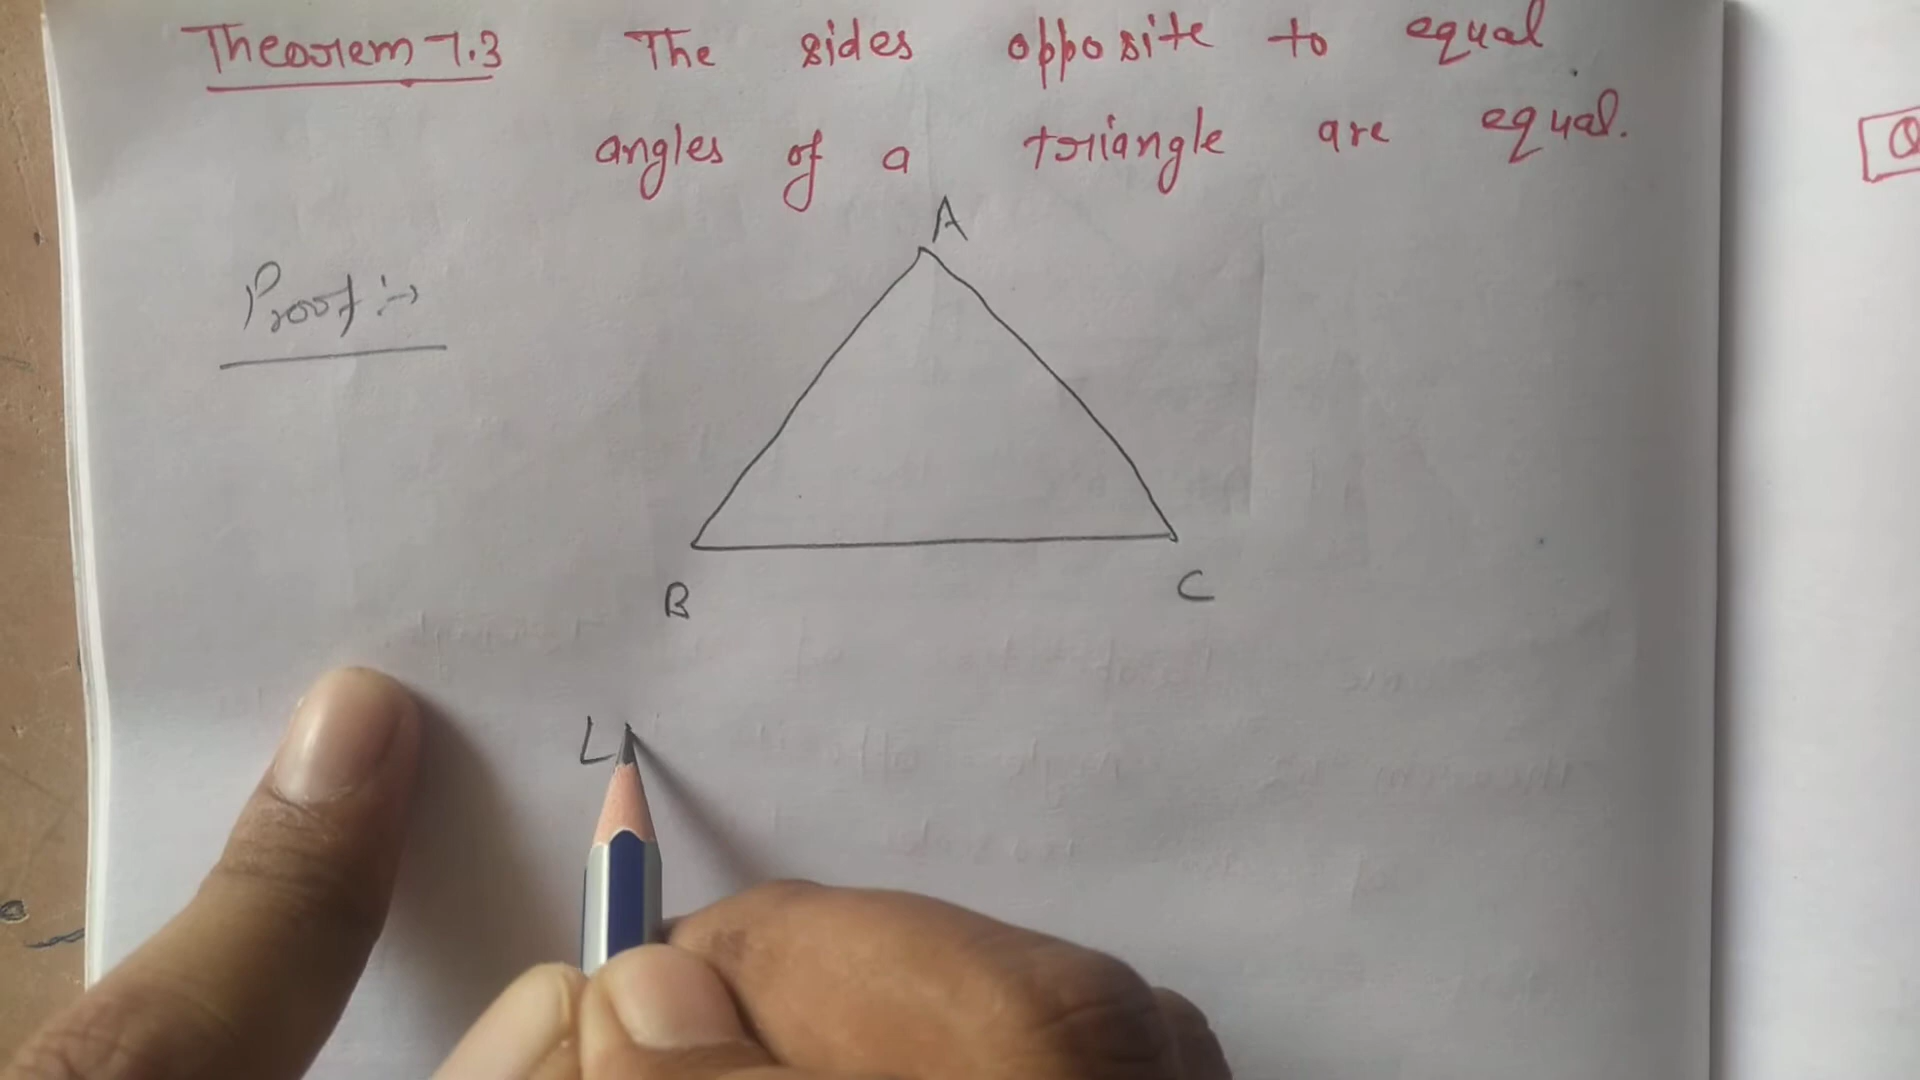 Theorem 7.3 The sides opposite to equal
angles of a triangle are equal.
Q
A
Proof :→
B C
L